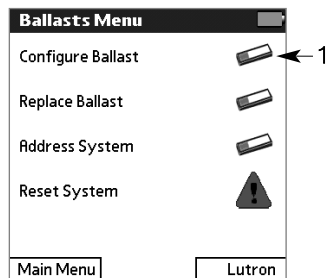 Ballasts Menu
Configure Ballast
1
Replace Ballast
Address System
Reset System
!
Main Menu
Lutron